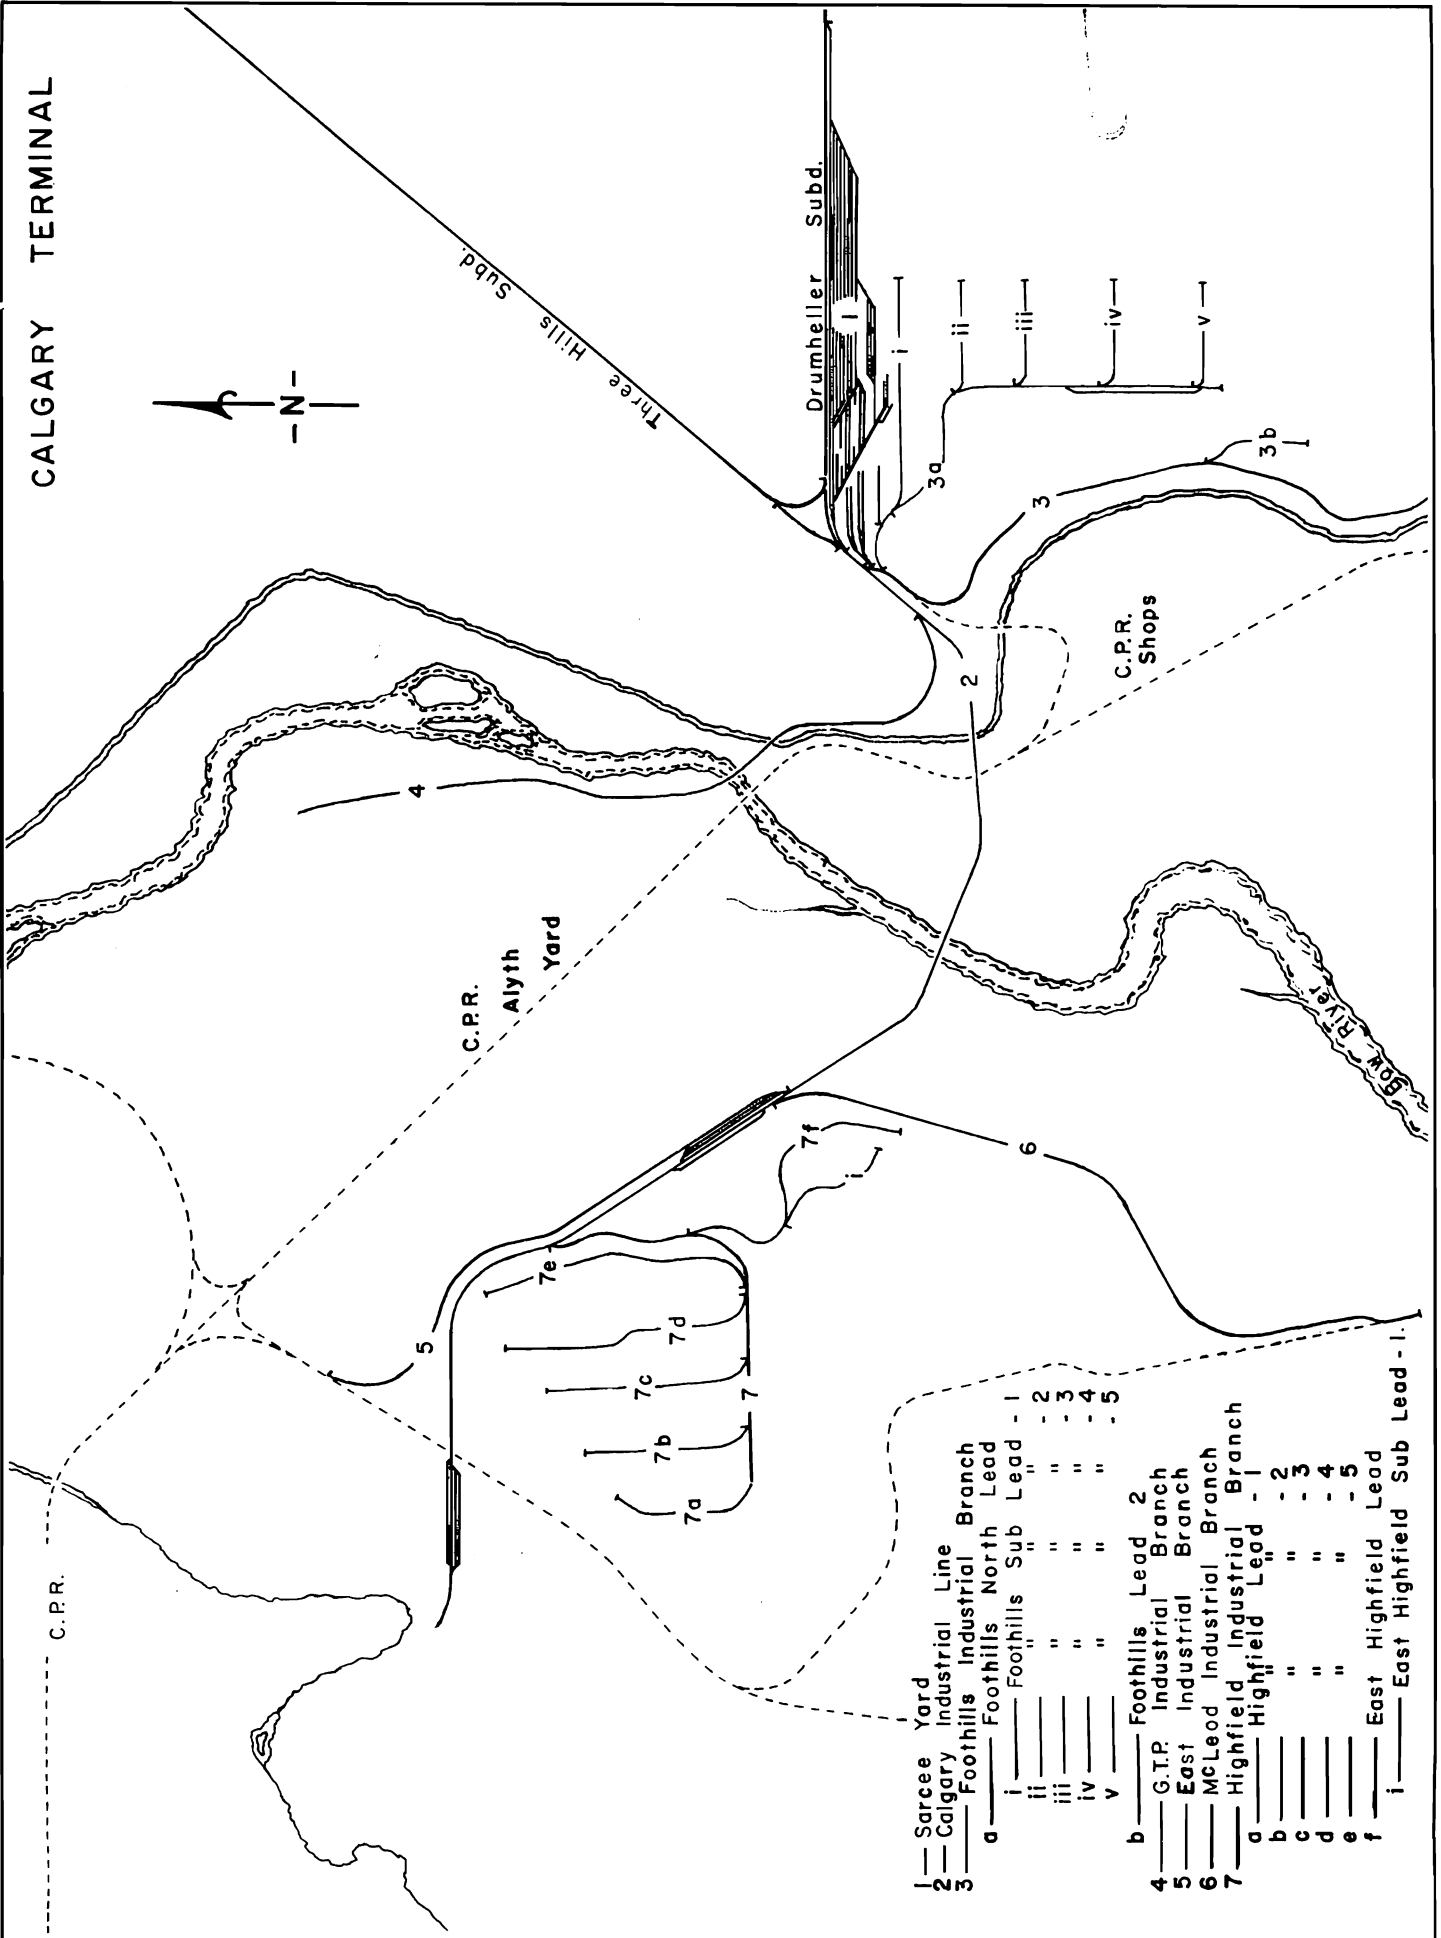 CALGARY TERMINAL
-N-
C.P.R.
C.P.R.
Alyth
Yard
Three Hills Subd.
Drumheller Subd.
1
i
ii
iii
iv
v
3a
3b
3
2
4
C.P.R.
Shops
Bow River
5
6
7
7a
7b
7c
7d
7e
7f
i
1 Sarcee Yard
2 Calgary Industrial Line
3 Foothills Industrial Branch
a Foothills North Lead
i Foothills Sub Lead - 1
ii " " " - 2
iii " " " - 3
iv " " " - 4
v " " " - 5
b Foothills Lead 2
4 G.T.P. Industrial Branch
5 East Industrial Branch
6 McLeod Industrial Branch
7 Highfield Industrial Branch
a Highfield Lead - 1
b " " - 2
c " " - 3
d " " - 4
e " " - 5
f East Highfield Lead
i East Highfield Sub Lead - 1.